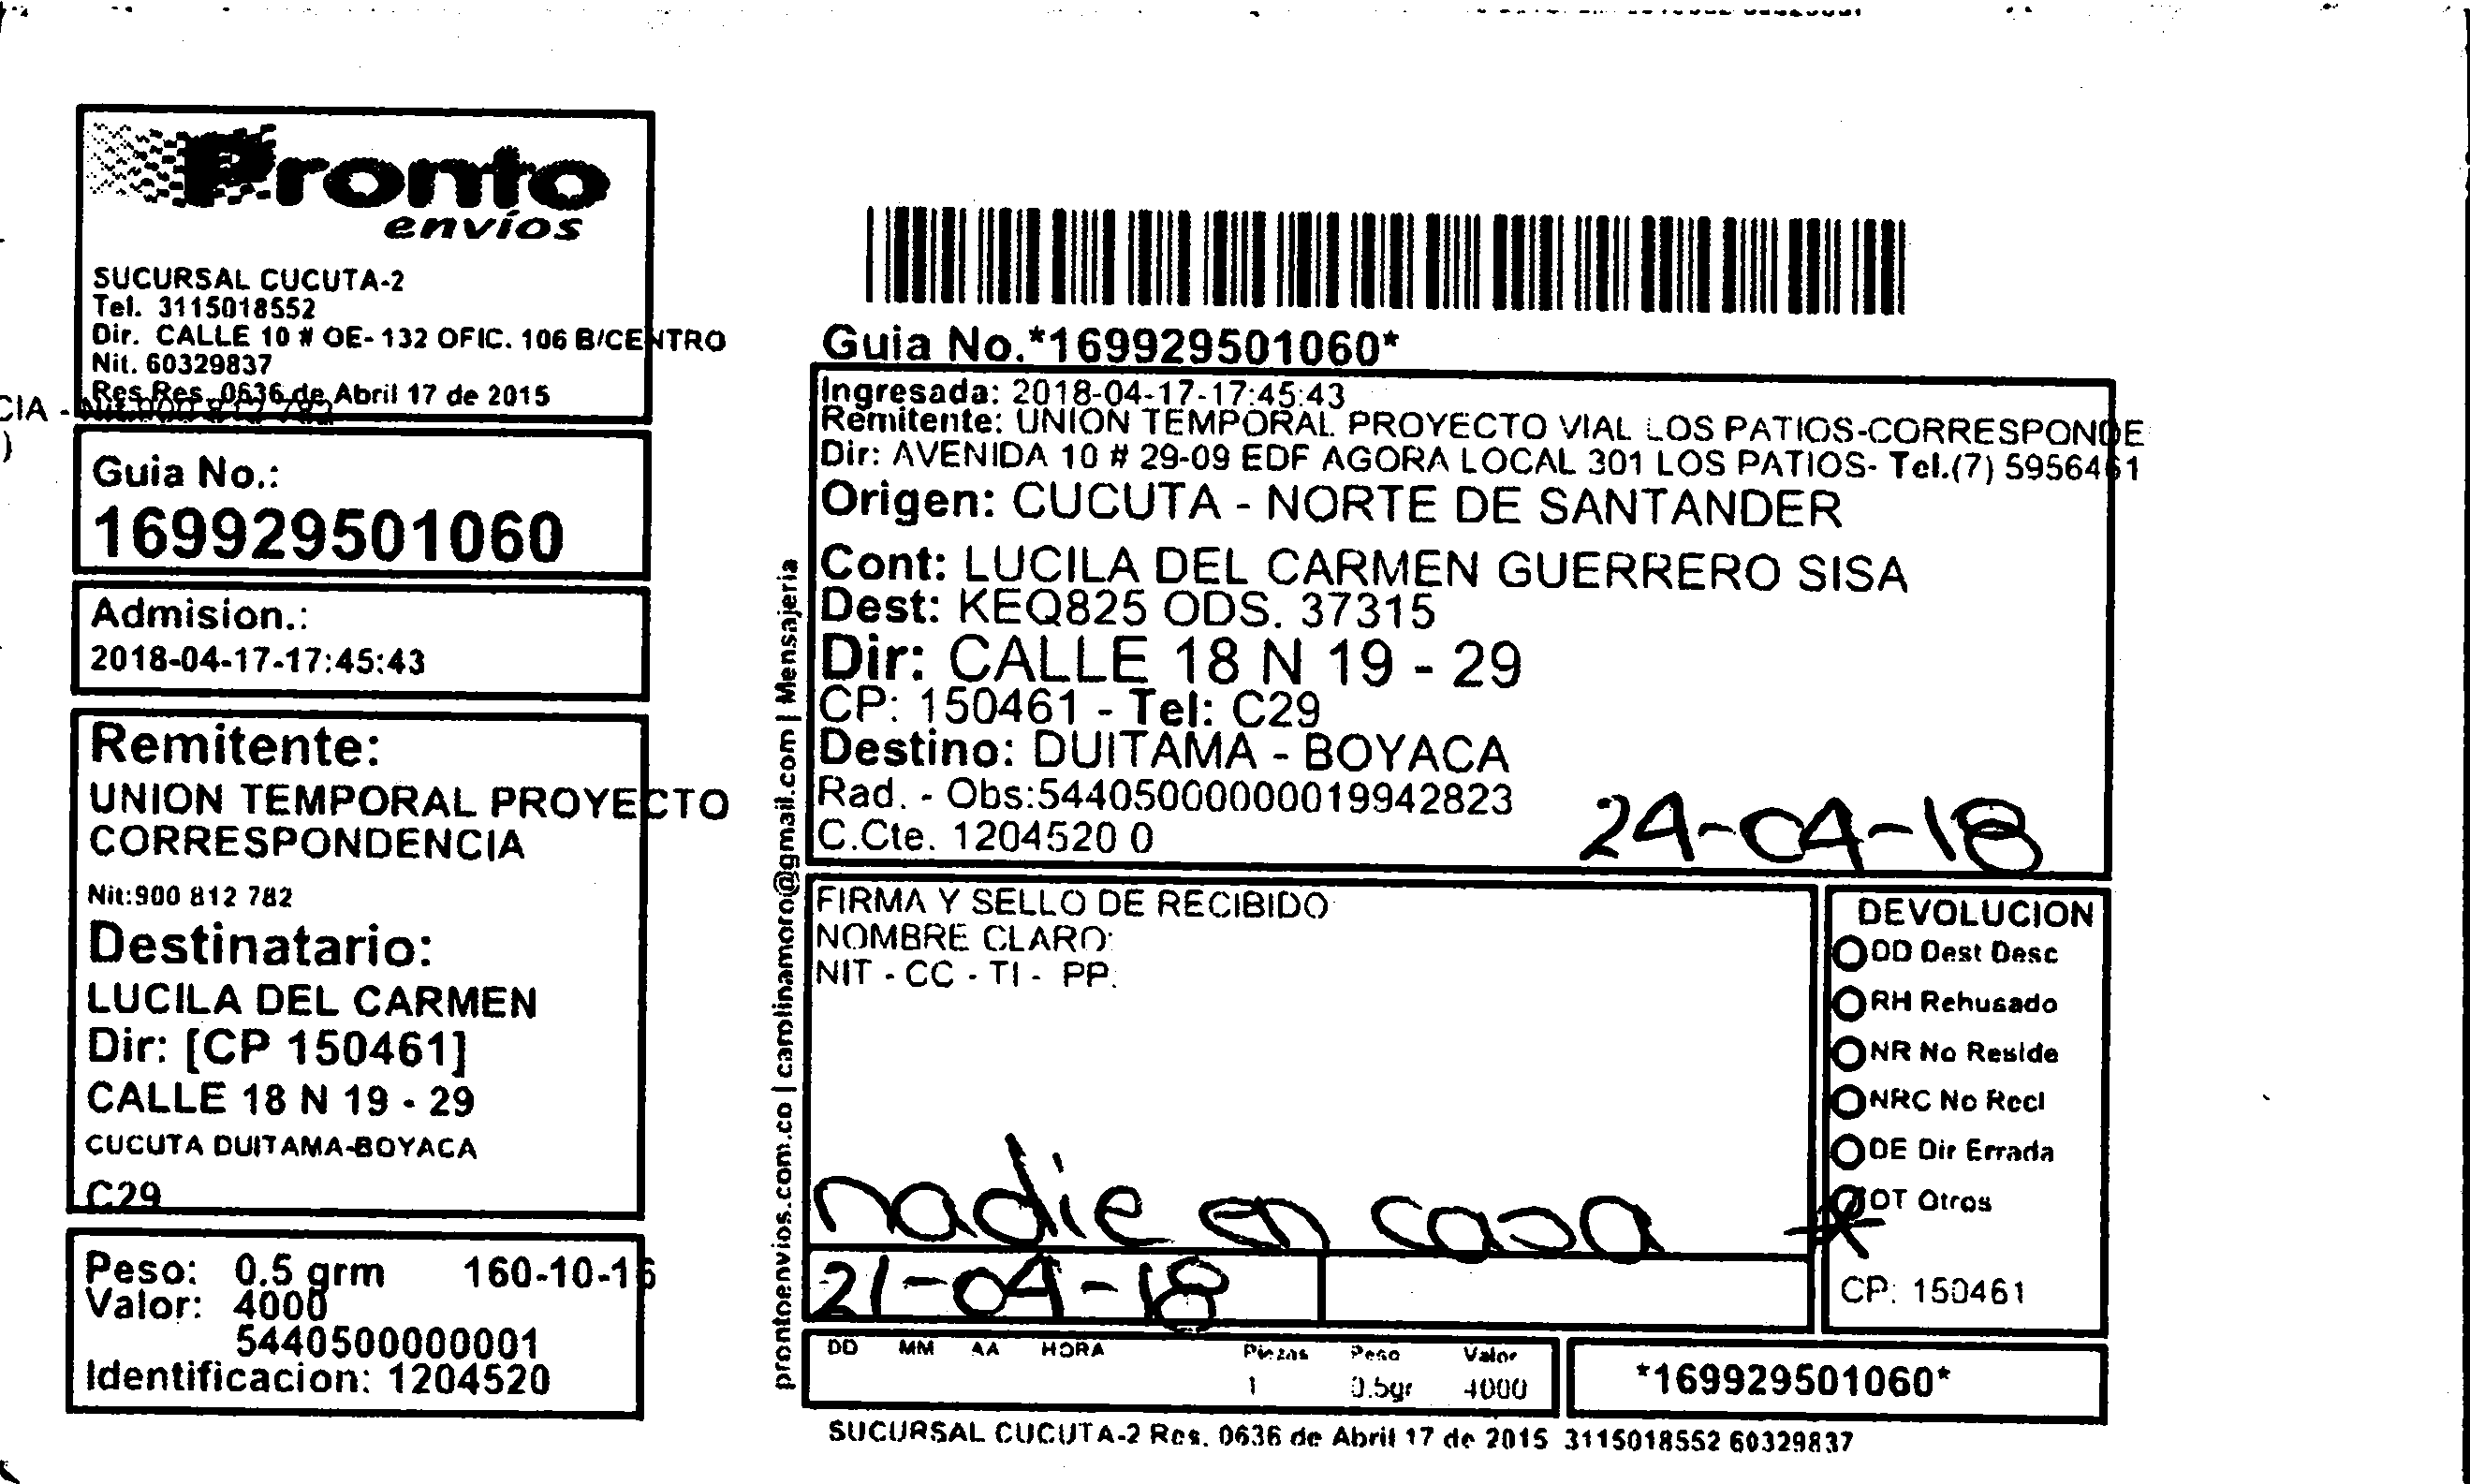 Pronto
envíos
SUCURSAL CUCUTA-2
Tel. 3115018552
Dir. CALLE 10 # OE- 132 OFIC. 106 B/CENTRO
Nit. 60329837
Res Res. 0636 de Abril 17 de 2015
CIA - Nit.900 812 782
)
Guia No.:
169929501060
Admision.:
2018-04-17-17:45:43
Remitente:
UNION TEMPORAL PROYECTO
CORRESPONDENCIA
Nit:900 812 782
Destinatario:
LUCILA DEL CARMEN
Dir: [CP 150461]
CALLE 18 N 19 - 29
CUCUTA DUITAMA-BOYACA
C29
Peso: 0.5 grm 160-10-16
Valor: 4000
5440500000001
Identificacion: 1204520
prontoenvios.com.co | carolinamoro@gmail.com | Mensajeria
Guia No.*169929501060*
Ingresada: 2018-04-17-17:45:43
Remitente: UNION TEMPORAL PROYECTO VIAL LOS PATIOS-CORRESPONDE
Dir: AVENIDA 10 # 29-09 EDF AGORA LOCAL 301 LOS PATIOS- Tel.(7) 5956461
Origen: CUCUTA - NORTE DE SANTANDER
Cont: LUCILA DEL CARMEN GUERRERO SISA
Dest: KEQ825 ODS. 37315
Dir: CALLE 18 N 19 - 29
CP: 150461 - Tel: C29
Destino: DUITAMA - BOYACA
Rad. - Obs:544050000000019942823
C.Cte. 1204520 0
24-04-18
FIRMA Y SELLO DE RECIBIDO
NOMBRE CLARO:
NIT - CC - TI - PP.
nadie en casa
21-04-18
DEVOLUCION
DD Dest Desc
RH Rehusado
NR No Reside
NRC No Recl
DE Dir Errada
OT Otros
CP: 150461
DD MM AA HORA Piezas Peso Valor
1 0.5gr 4000
*169929501060*
SUCURSAL CUCUTA-2 Res. 0636 de Abril 17 de 2015 3115018552 60329837